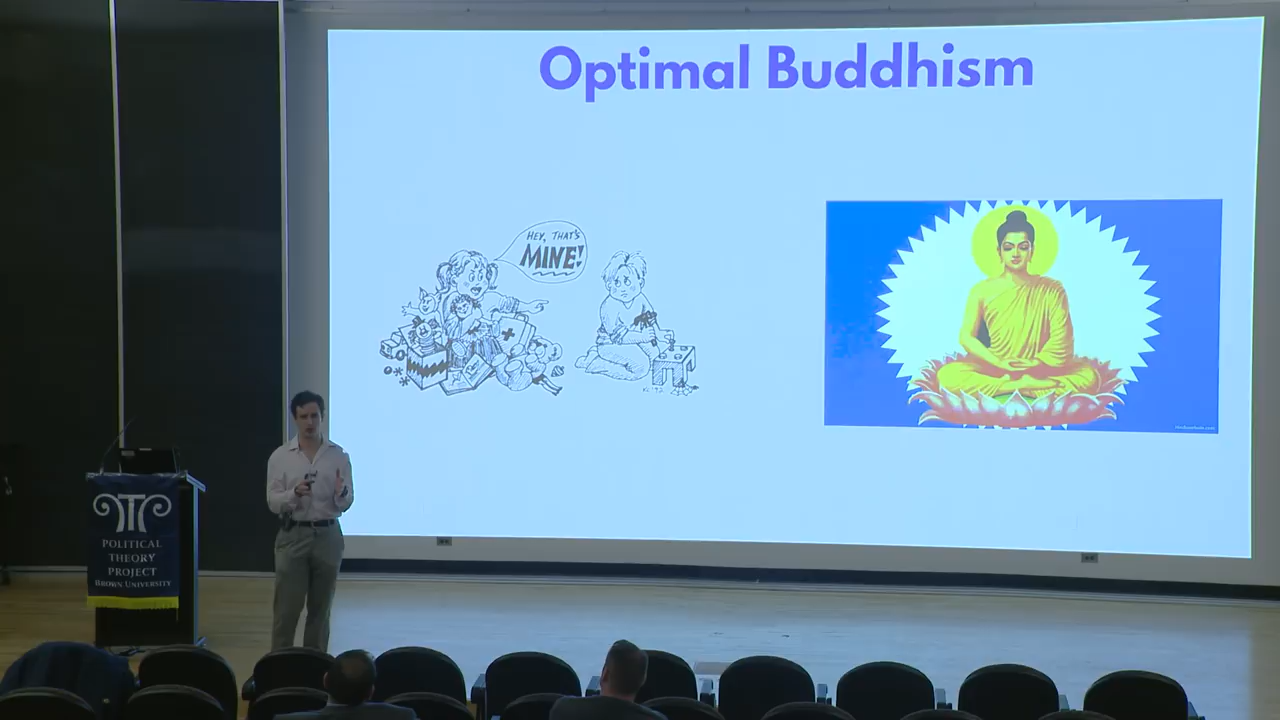 Optimal Buddhism
HEY, THAT'S
MINE!
POLITICAL
THEORY
PROJECT
BROWN UNIVERSITY